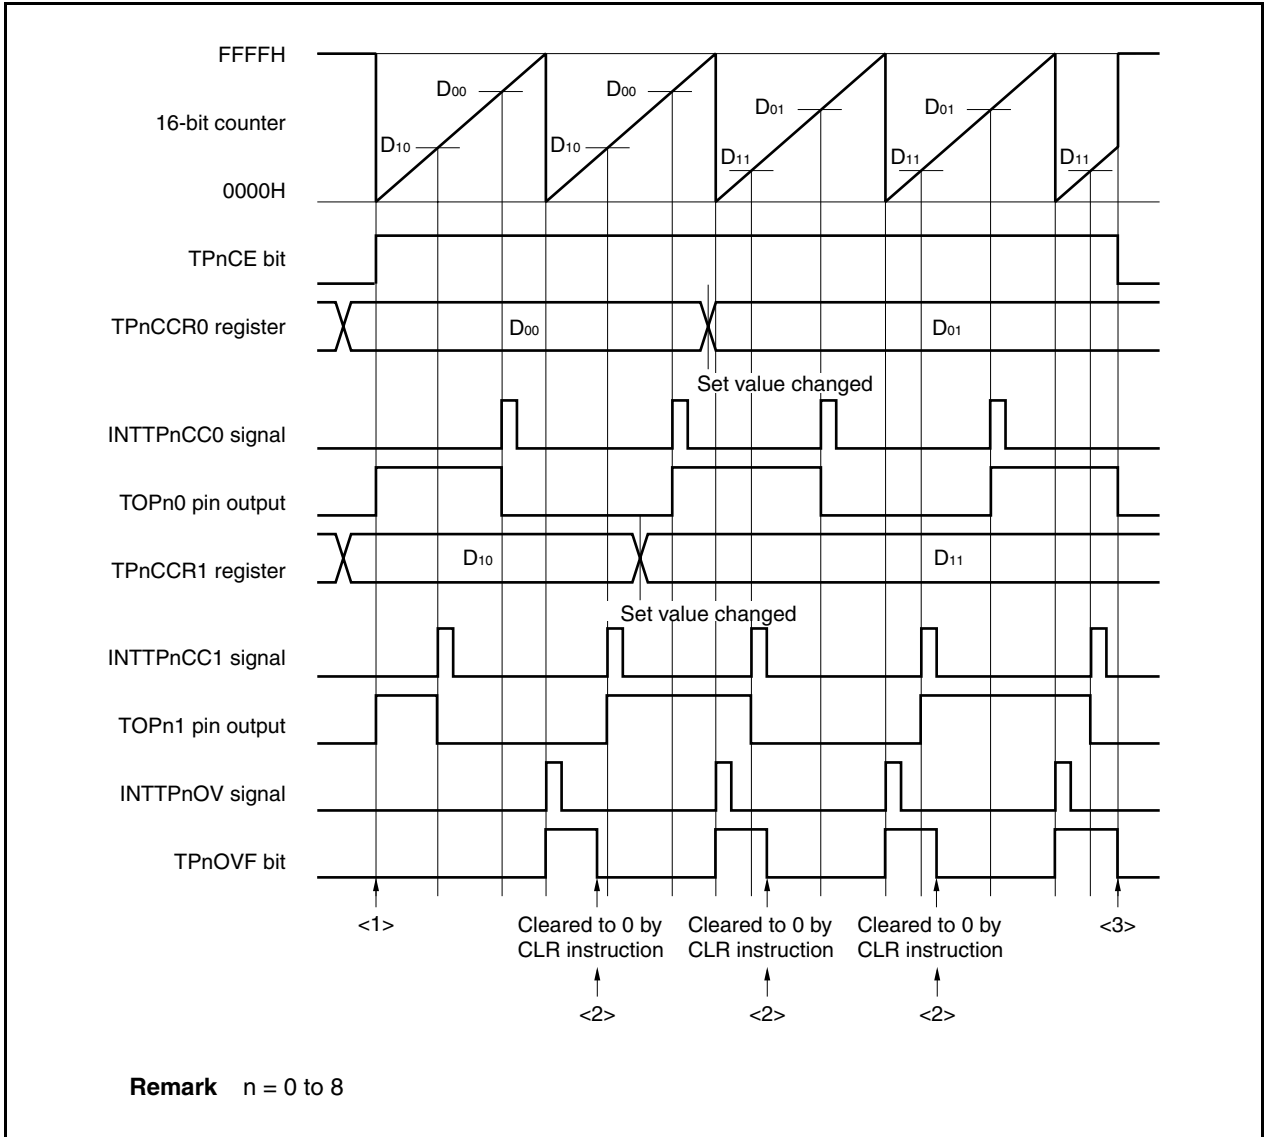 FFFFH
D00 D00 D01 D01
16-bit counter
D10 D10 D11 D11 D11
0000H
TPnCE bit
TPnCCR0 register D00 D01
Set value changed
INTTPnCC0 signal
TOPn0 pin output
TPnCCR1 register D10 D11
Set value changed
INTTPnCC1 signal
TOPn1 pin output
INTTPnOV signal
TPnOVF bit
<1> Cleared to 0 by Cleared to 0 by Cleared to 0 by <3>
CLR instruction CLR instruction CLR instruction
<2> <2> <2>
Remark n = 0 to 8